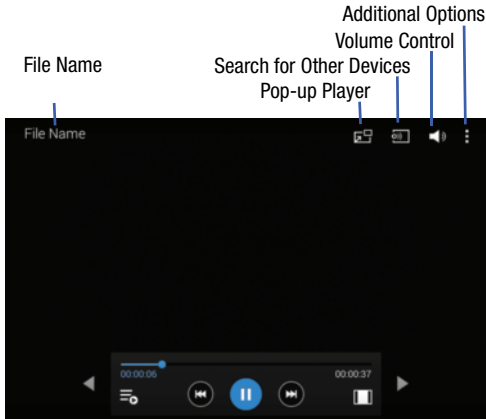 Additional Options
Volume Control
File Name
Search for Other Devices
Pop-up Player
File Name
00:00:06
00:00:37